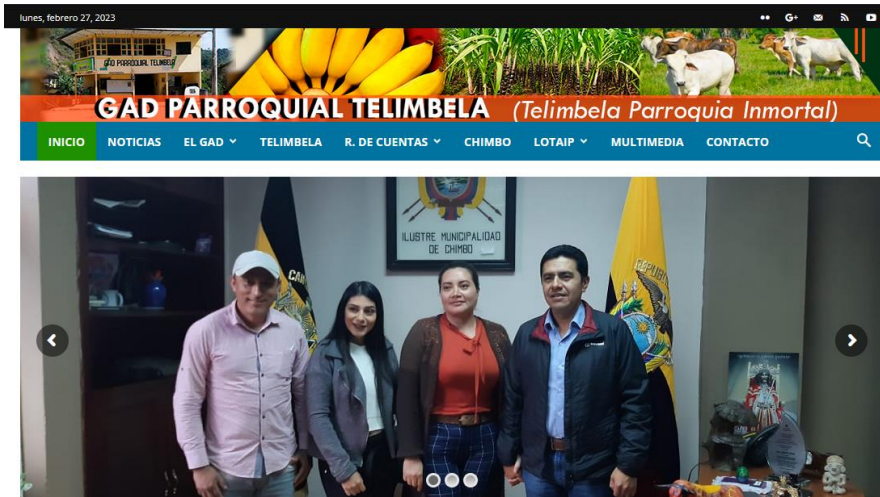 lunes, febrero 27, 2023
G+
GAD PARROQUIAL TELIMBELA
GAD PARROQUIAL TELIMBELA (Telimbela Parroquia Inmortal)
INICIO NOTICIAS EL GAD TELIMBELA R. DE CUENTAS CHIMBO LOTAIP MULTIMEDIA CONTACTO
ILUSTRE MUNICIPALIDAD
DE CHIMBO